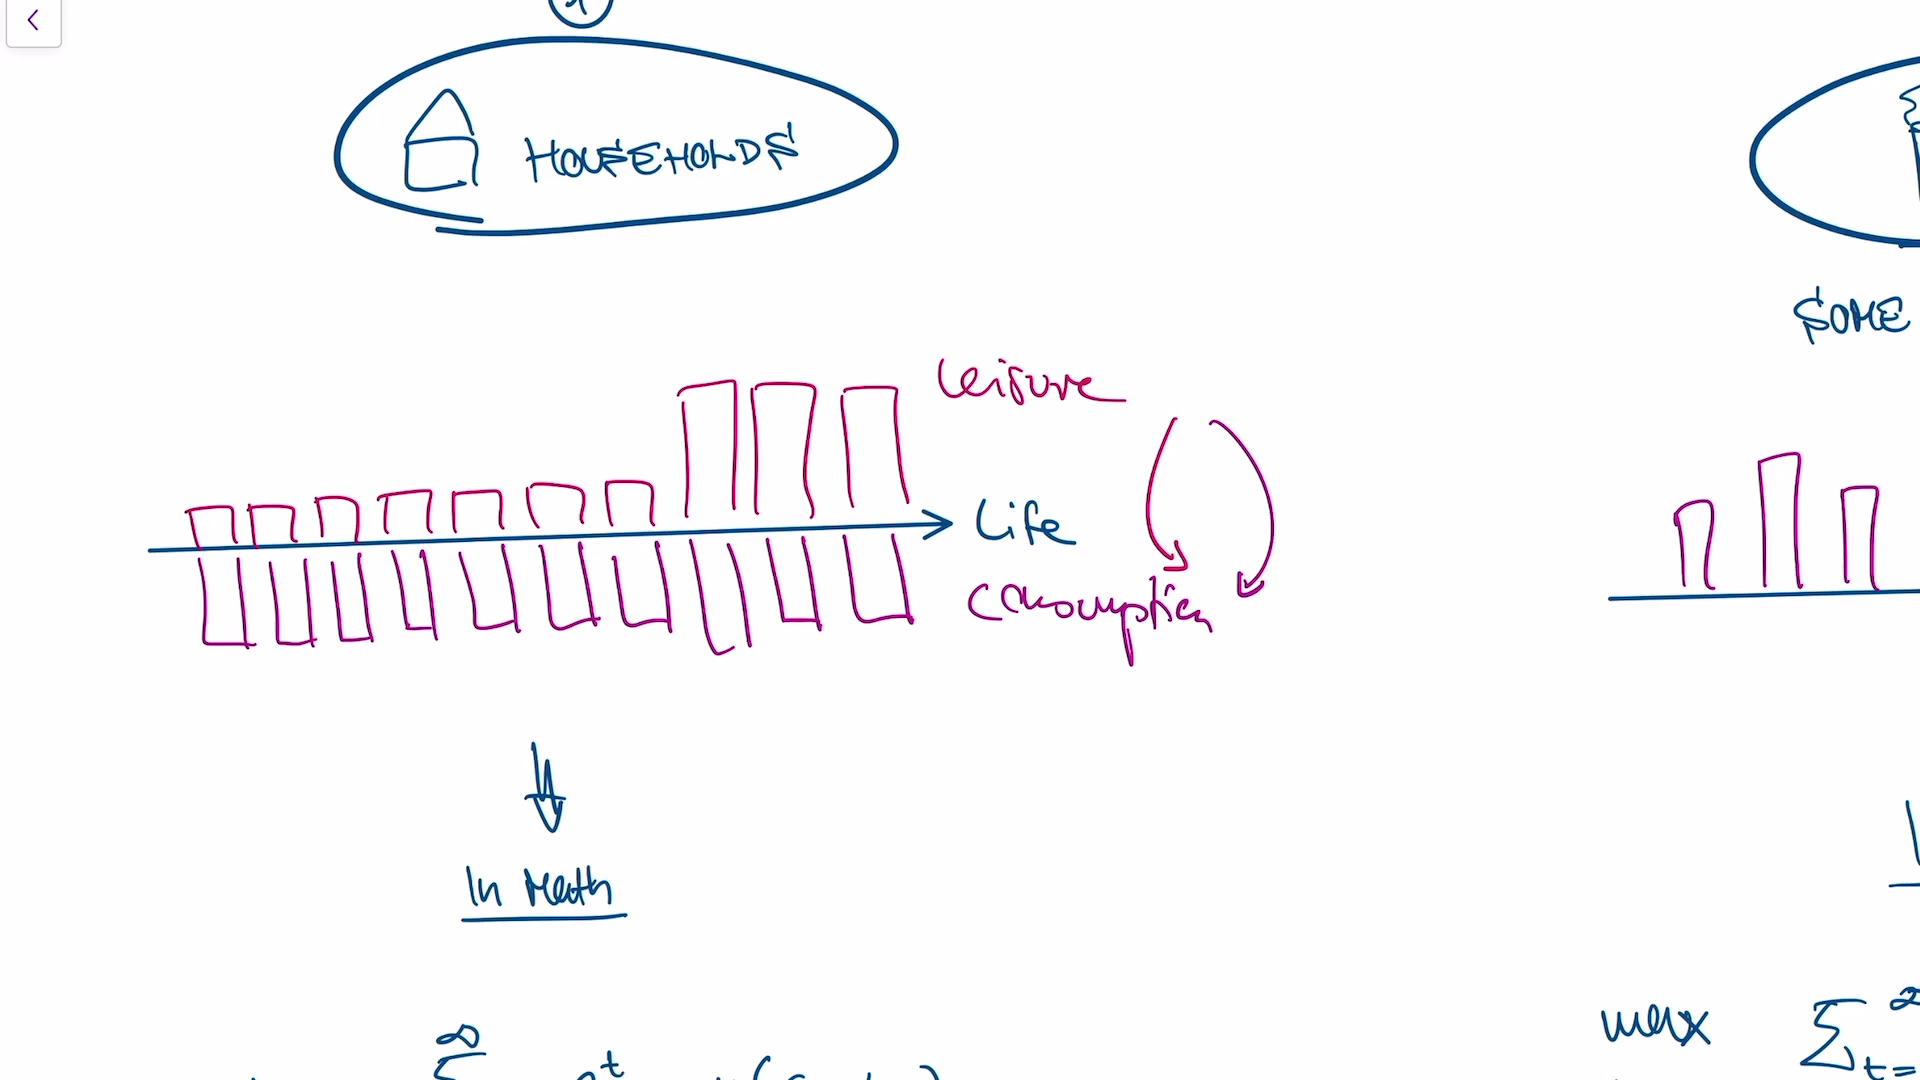 HOUSEHOLDS
SOME
Leisure
Life
Consumption
In Math
max
∞
∑ t
∑ t=